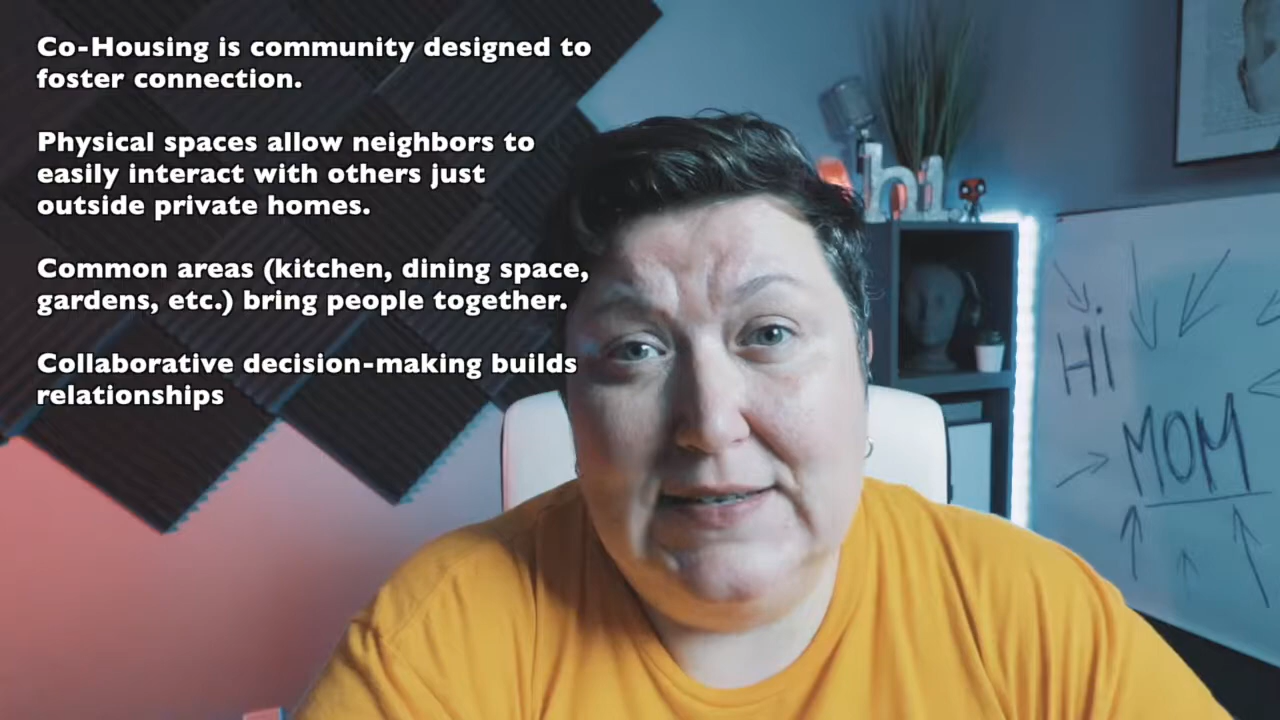 Co-Housing is community designed to
foster connection.
Physical spaces allow neighbors to
easily interact with others just
outside private homes.
Common areas (kitchen, dining space,
gardens, etc.) bring people together.
Collaborative decision-making builds
relationships
hi
Hi
MOM